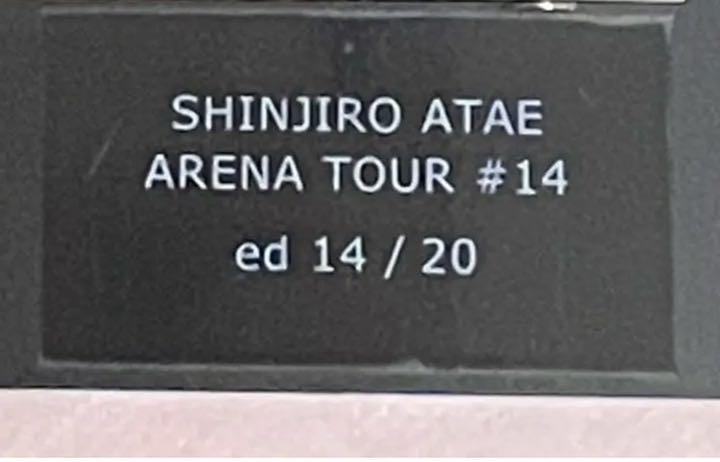 SHINJIRO ATAE
ARENA TOUR #14
ed 14 / 20